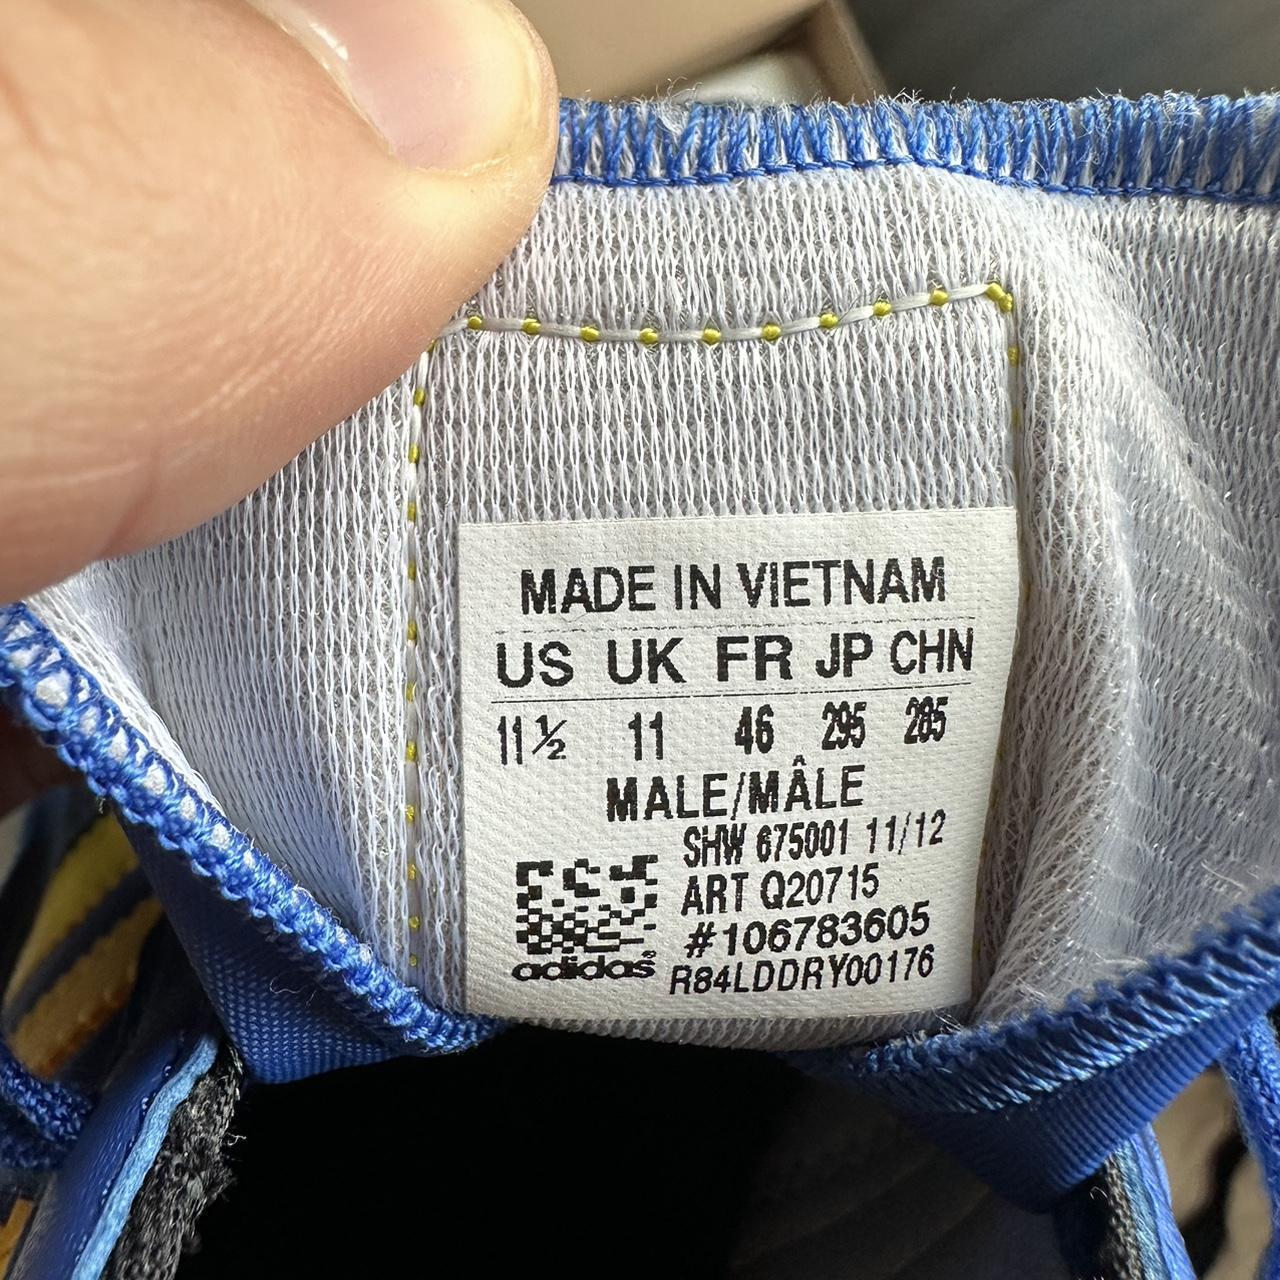 MADE IN VIETNAM
US UK FR JP CHN
11½ 11 46 295 285
MALE/MÂLE
SHW 675001 11/12
ART Q20715
#106783605
adidas R84LDDRY00176